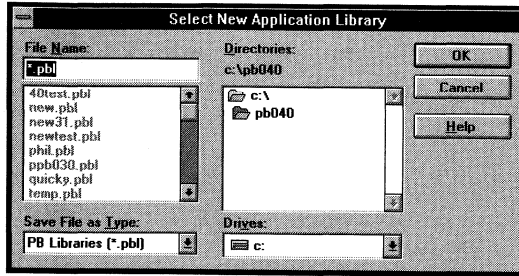 Select New Application Library
File Name:
*.pbl
40test.pbl
new.pbl
new31.pbl
newtest.pbl
phil.pbl
ppb030.pbl
quicky.pbl
temp.pbl
Save File as Type:
PB Libraries (*.pbl)
Directories:
c:\pb040
c:\
pb040
Drives:
c:
OK
Cancel
Help